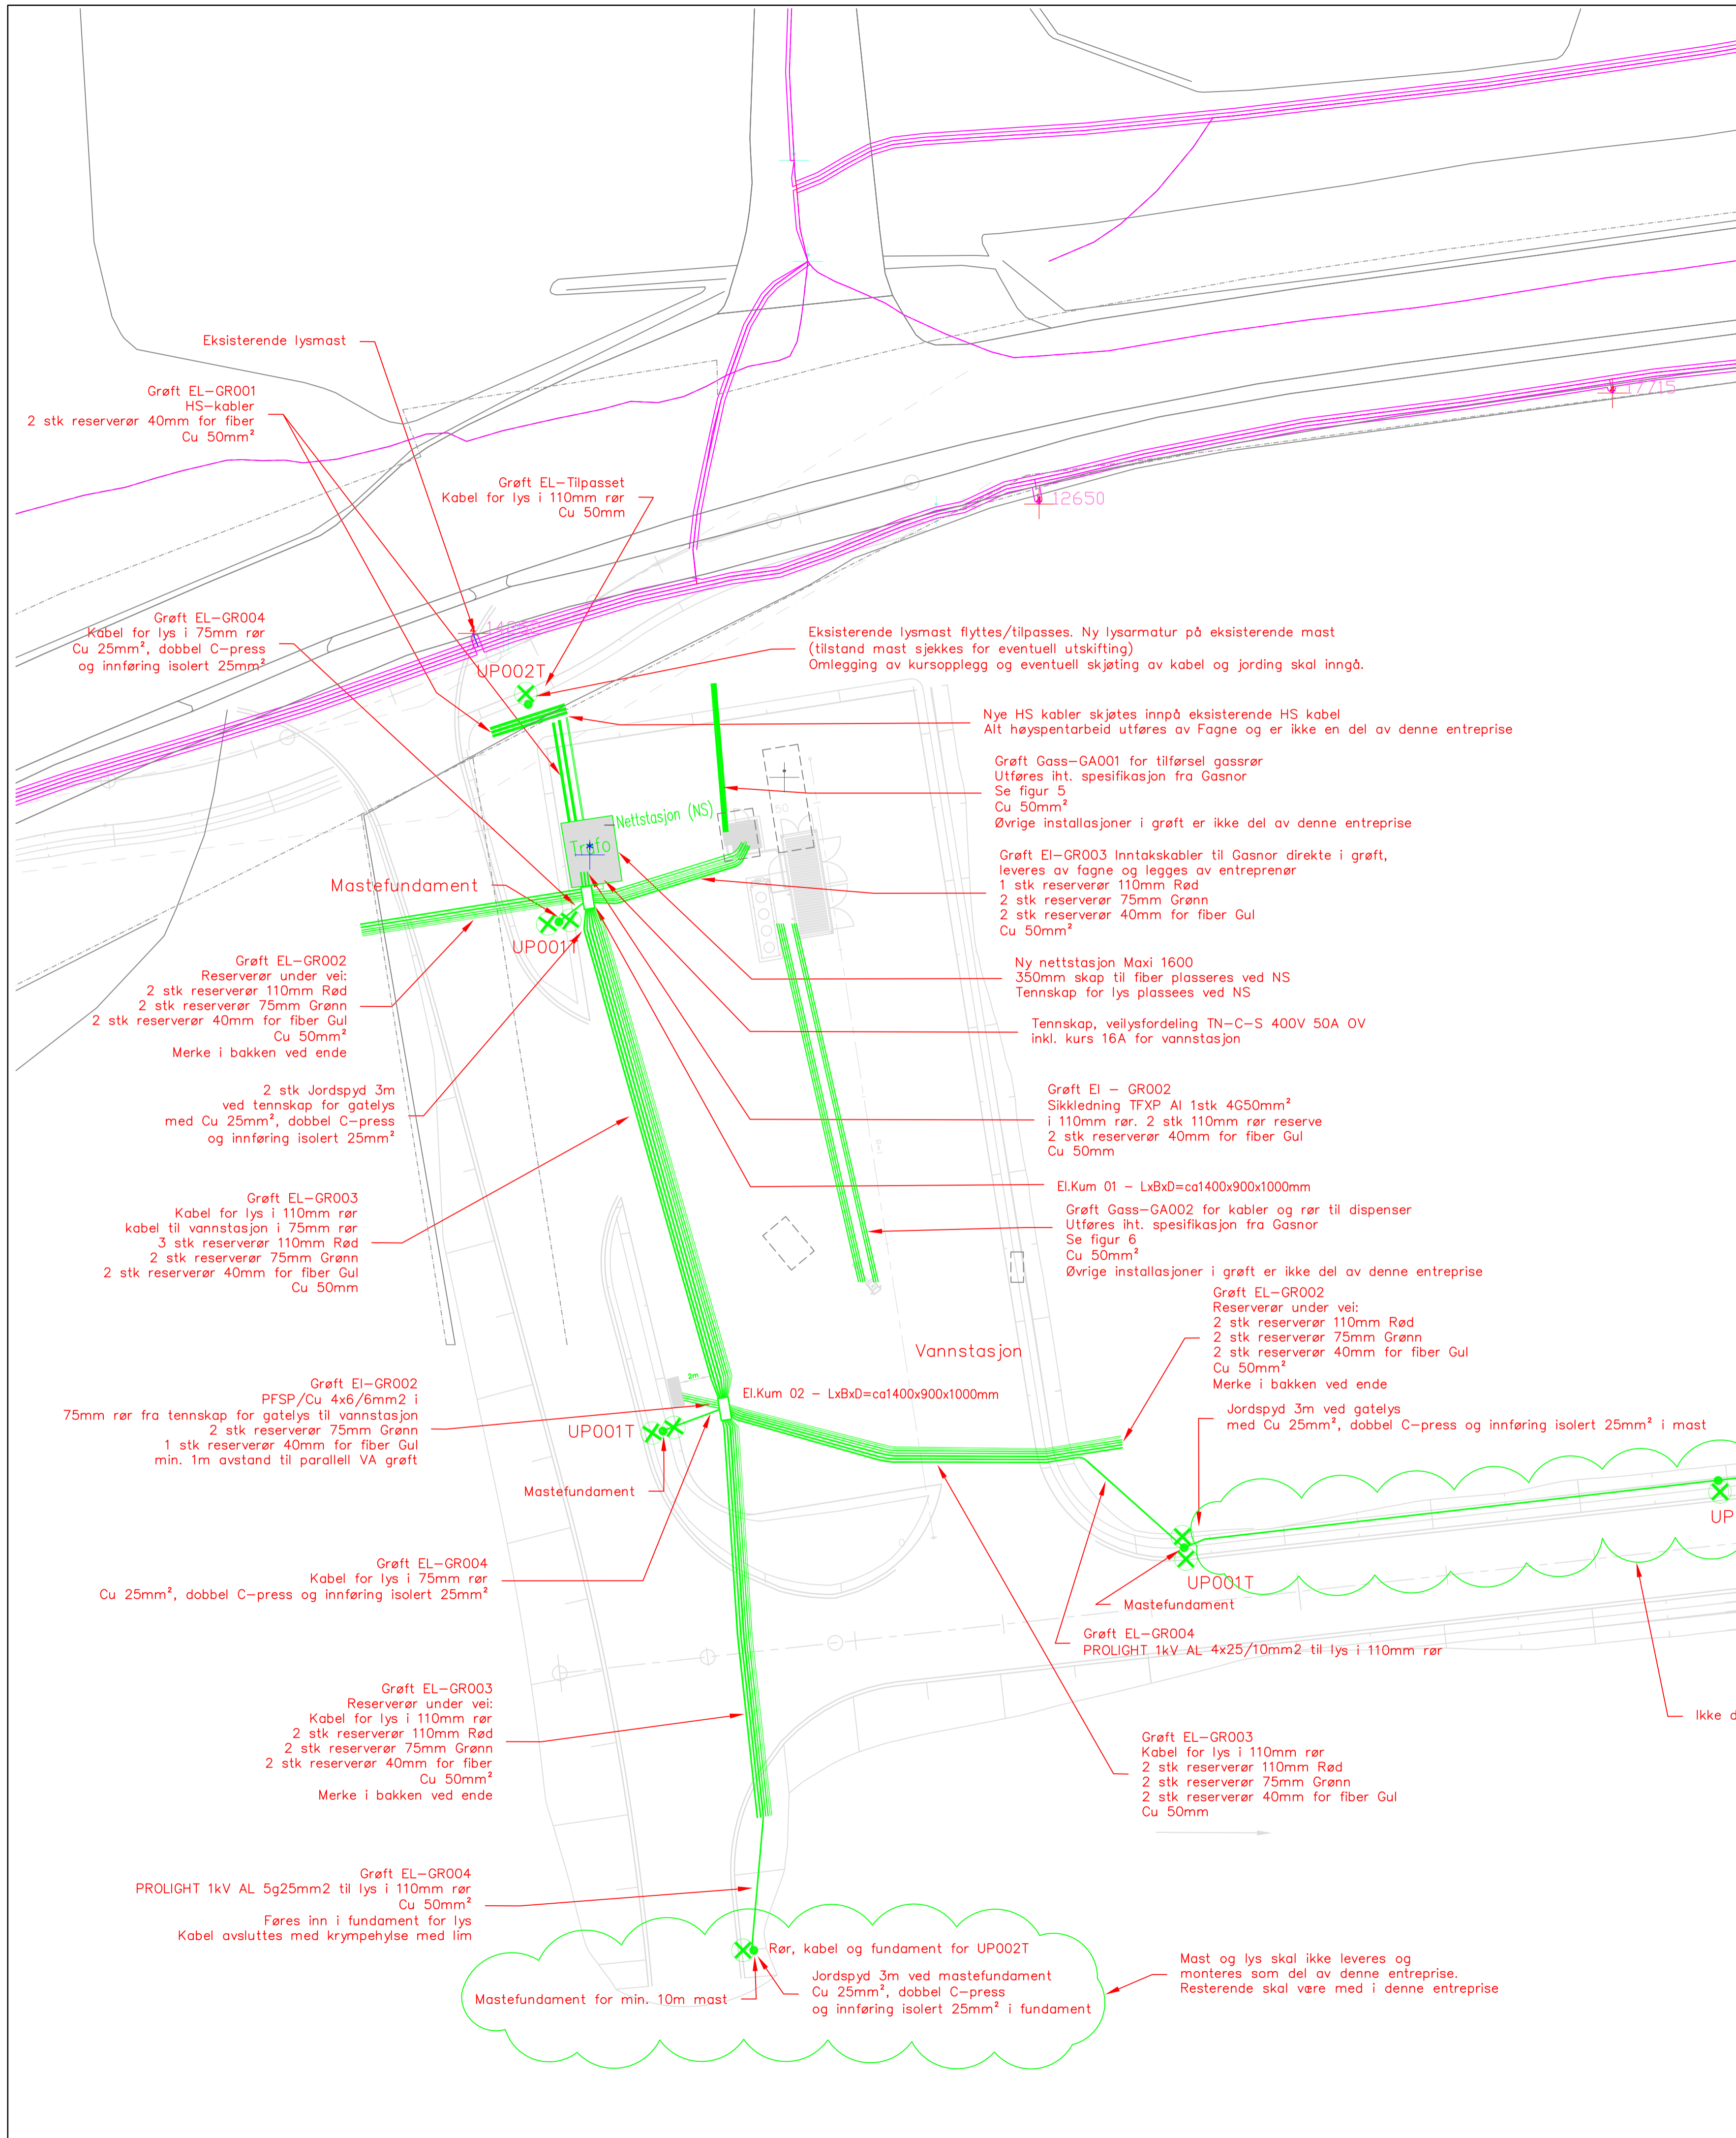 17715
Eksisterende lysmast
Grøft EL-GR001
HS-kabler
2 stk reserverør 40mm for fiber
Cu 50mm²
Grøft EL-Tilpasset
Kabel for lys i 110mm rør
Cu 50mm
12650
Grøft EL-GR004
Kabel for lys i 75mm rør
Cu 25mm², dobbel C-press
og innføring isolert 25mm²
UP002T
Eksisterende lysmast flyttes/tilpasses. Ny lysarmatur på eksisterende mast
(tilstand mast sjekkes for eventuell utskifting)
Omlegging av kursopplegg og eventuell skjøting av kabel og jording skal inngå.
Nye HS kabler skjøtes innpå eksisterende HS kabel
Alt høyspentarbeid utføres av Fagne og er ikke en del av denne entreprise
Grøft Gass-GA001 for tilførsel gassrør
Utføres iht. spesifikasjon fra Gasnor
Se figur 5
Cu 50mm²
Øvrige installasjoner i grøft er ikke del av denne entreprise
Nettstasjon (NS)
Trafo
Grøft El-GR003 Inntakskabler til Gasnor direkte i grøft,
leveres av fagne og legges av entreprenør
1 stk reserverør 110mm Rød
2 stk reserverør 75mm Grønn
2 stk reserverør 40mm for fiber Gul
Cu 50mm²
Mastefundament
UP001T
Grøft EL-GR002
Reserverør under vei:
2 stk reserverør 110mm Rød
2 stk reserverør 75mm Grønn
2 stk reserverør 40mm for fiber Gul
Cu 50mm²
Merke i bakken ved ende
Ny nettstasjon Maxi 1600
350mm skap til fiber plasseres ved NS
Tennskap for lys plassees ved NS
Tennskap, veilysfordeling TN-C-S 400V 50A OV
inkl. kurs 16A for vannstasjon
2 stk Jordspyd 3m
ved tennskap for gatelys
med Cu 25mm², dobbel C-press
og innføring isolert 25mm²
Grøft El - GR002
Sikkledning TFXP Al 1stk 4G50mm²
i 110mm rør. 2 stk 110mm rør reserve
2 stk reserverør 40mm for fiber Gul
Cu 50mm
El.Kum 01 - LxBxD=ca1400x900x1000mm
Grøft EL-GR003
Kabel for lys i 110mm rør
kabel til vannstasjon i 75mm rør
3 stk reserverør 110mm Rød
2 stk reserverør 75mm Grønn
2 stk reserverør 40mm for fiber Gul
Cu 50mm
Grøft Gass-GA002 for kabler og rør til dispenser
Utføres iht. spesifikasjon fra Gasnor
Se figur 6
Cu 50mm²
Øvrige installasjoner i grøft er ikke del av denne entreprise
Grøft EL-GR002
Reserverør under vei:
2 stk reserverør 110mm Rød
2 stk reserverør 75mm Grønn
2 stk reserverør 40mm for fiber Gul
Cu 50mm²
Merke i bakken ved ende
Vannstasjon
2m
El.Kum 02 - LxBxD=ca1400x900x1000mm
Grøft El-GR002
PFSP/Cu 4x6/6mm2 i
75mm rør fra tennskap for gatelys til vannstasjon
2 stk reserverør 75mm Grønn
1 stk reserverør 40mm for fiber Gul
min. 1m avstand til parallell VA grøft
UP001T
Mastefundament
Jordspyd 3m ved gatelys
med Cu 25mm², dobbel C-press og innføring isolert 25mm² i mast
UP
Grøft EL-GR004
Kabel for lys i 75mm rør
Cu 25mm², dobbel C-press og innføring isolert 25mm²
UP001T
Mastefundament
Grøft EL-GR004
PROLIGHT 1kV AL 4x25/10mm2 til lys i 110mm rør
Grøft EL-GR003
Reserverør under vei:
Kabel for lys i 110mm rør
2 stk reserverør 110mm Rød
2 stk reserverør 75mm Grønn
2 stk reserverør 40mm for fiber
Cu 50mm²
Merke i bakken ved ende
Ikke d
Grøft EL-GR003
Kabel for lys i 110mm rør
2 stk reserverør 110mm Rød
2 stk reserverør 75mm Grønn
2 stk reserverør 40mm for fiber Gul
Cu 50mm
Grøft EL-GR004
PROLIGHT 1kV AL 5g25mm2 til lys i 110mm rør
Cu 50mm²
Føres inn i fundament for lys
Kabel avsluttes med krympehylse med lim
Rør, kabel og fundament for UP002T
Jordspyd 3m ved mastefundament
Cu 25mm², dobbel C-press
og innføring isolert 25mm² i fundament
Mastefundament for min. 10m mast
Mast og lys skal ikke leveres og
monteres som del av denne entreprise.
Resterende skal være med i denne entreprise